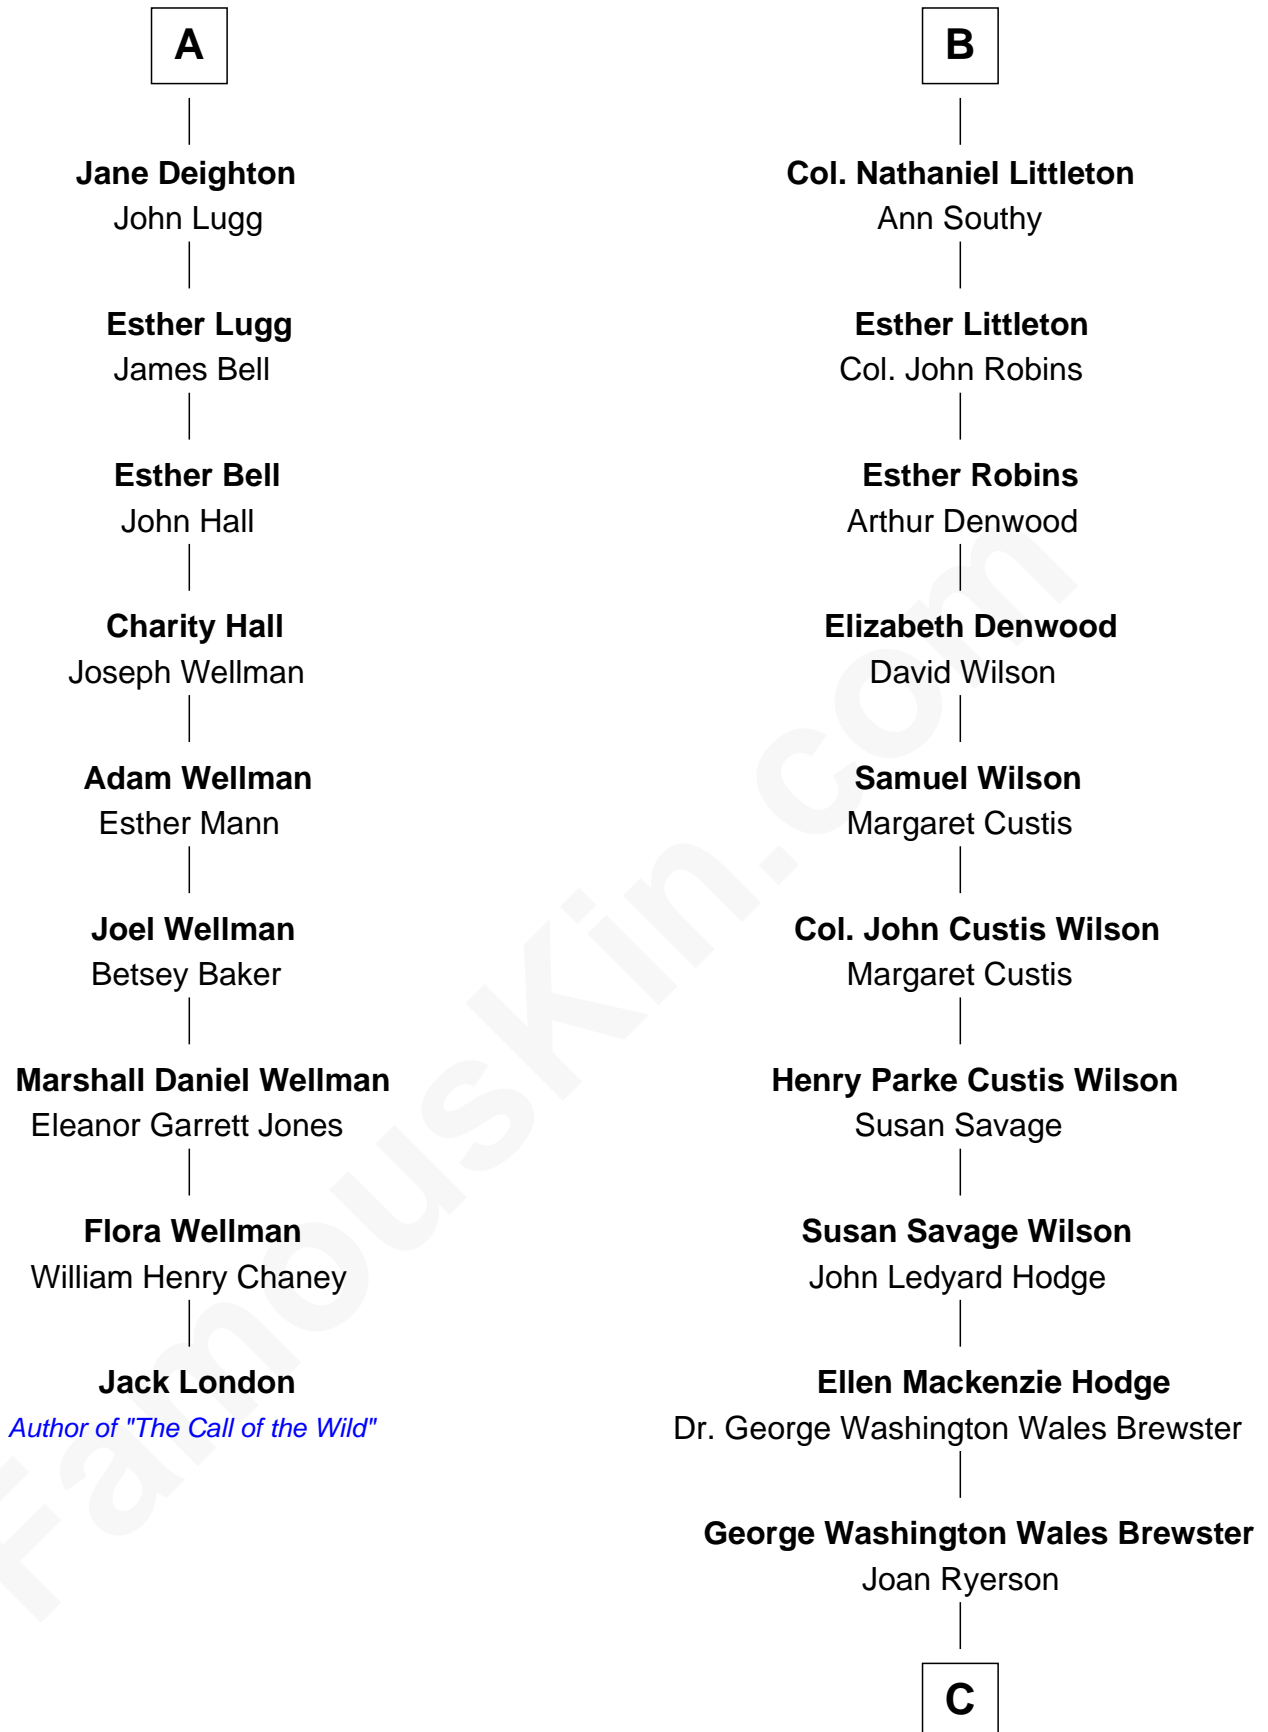 A
Jane Deighton
John Lugg
Esther Lugg
James Bell
Esther Bell
John Hall
Charity Hall
Joseph Wellman
Adam Wellman
Esther Mann
Joel Wellman
Betsey Baker
Marshall Daniel Wellman
Eleanor Garrett Jones
Flora Wellman
William Henry Chaney
Jack London
Author of "The Call of the Wild"
B
Col. Nathaniel Littleton
Ann Southy
Esther Littleton
Col. John Robins
Esther Robins
Arthur Denwood
Elizabeth Denwood
David Wilson
Samuel Wilson
Margaret Custis
Col. John Custis Wilson
Margaret Custis
Henry Parke Custis Wilson
Susan Savage
Susan Savage Wilson
John Ledyard Hodge
Ellen Mackenzie Hodge
Dr. George Washington Wales Brewster
George Washington Wales Brewster
Joan Ryerson
C
FamousKin.com